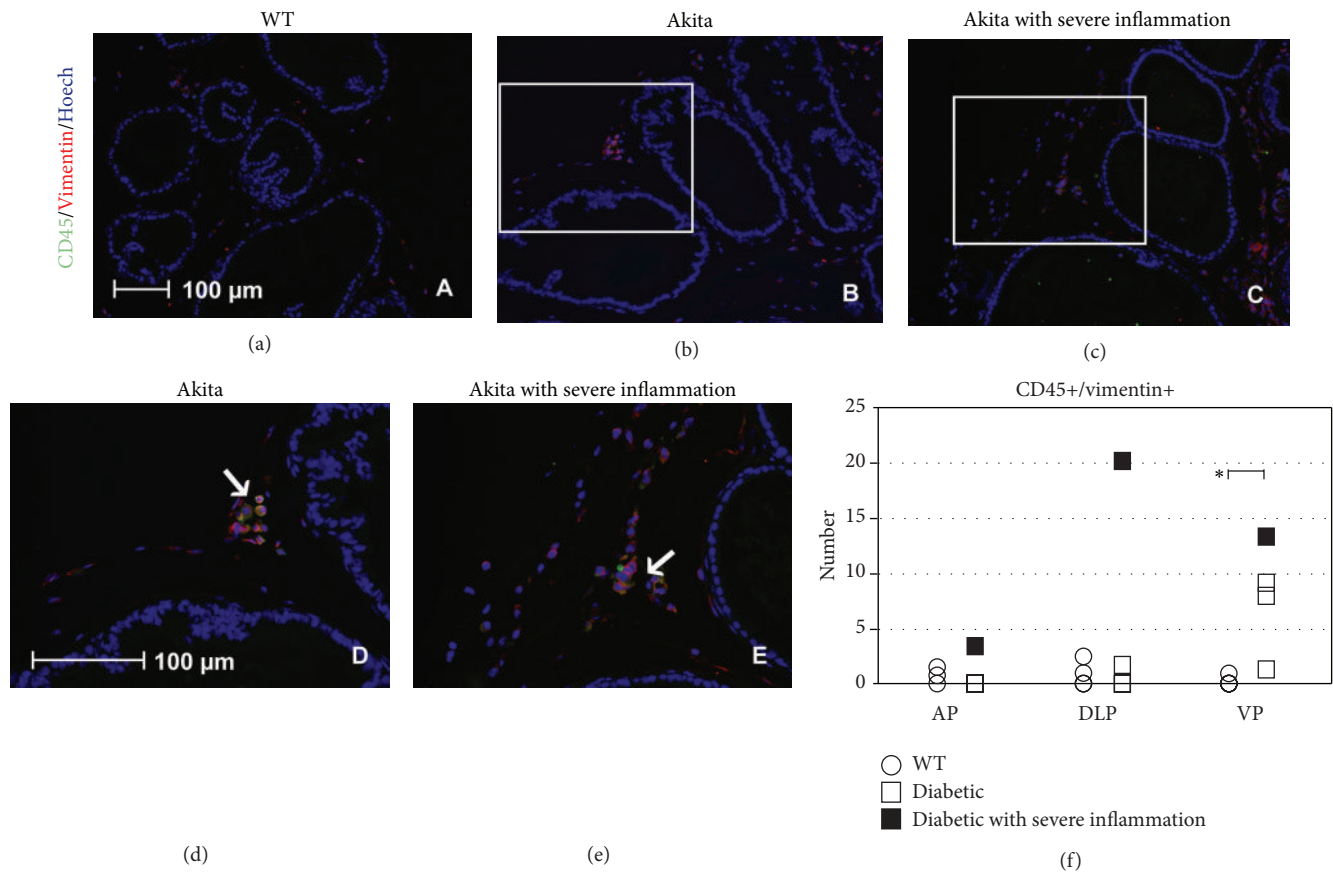 WT
Akita
Akita with severe inflammation
CD45/Vimentin/Hoech
100 µm
A
B
C
(a)
(b)
(c)
Akita
Akita with severe inflammation
100 µm
D
E
(d)
(e)
CD45+/vimentin+
Number
25
20
15
10
5
0
*
AP
DLP
VP
WT
Diabetic
Diabetic with severe inflammation
(f)